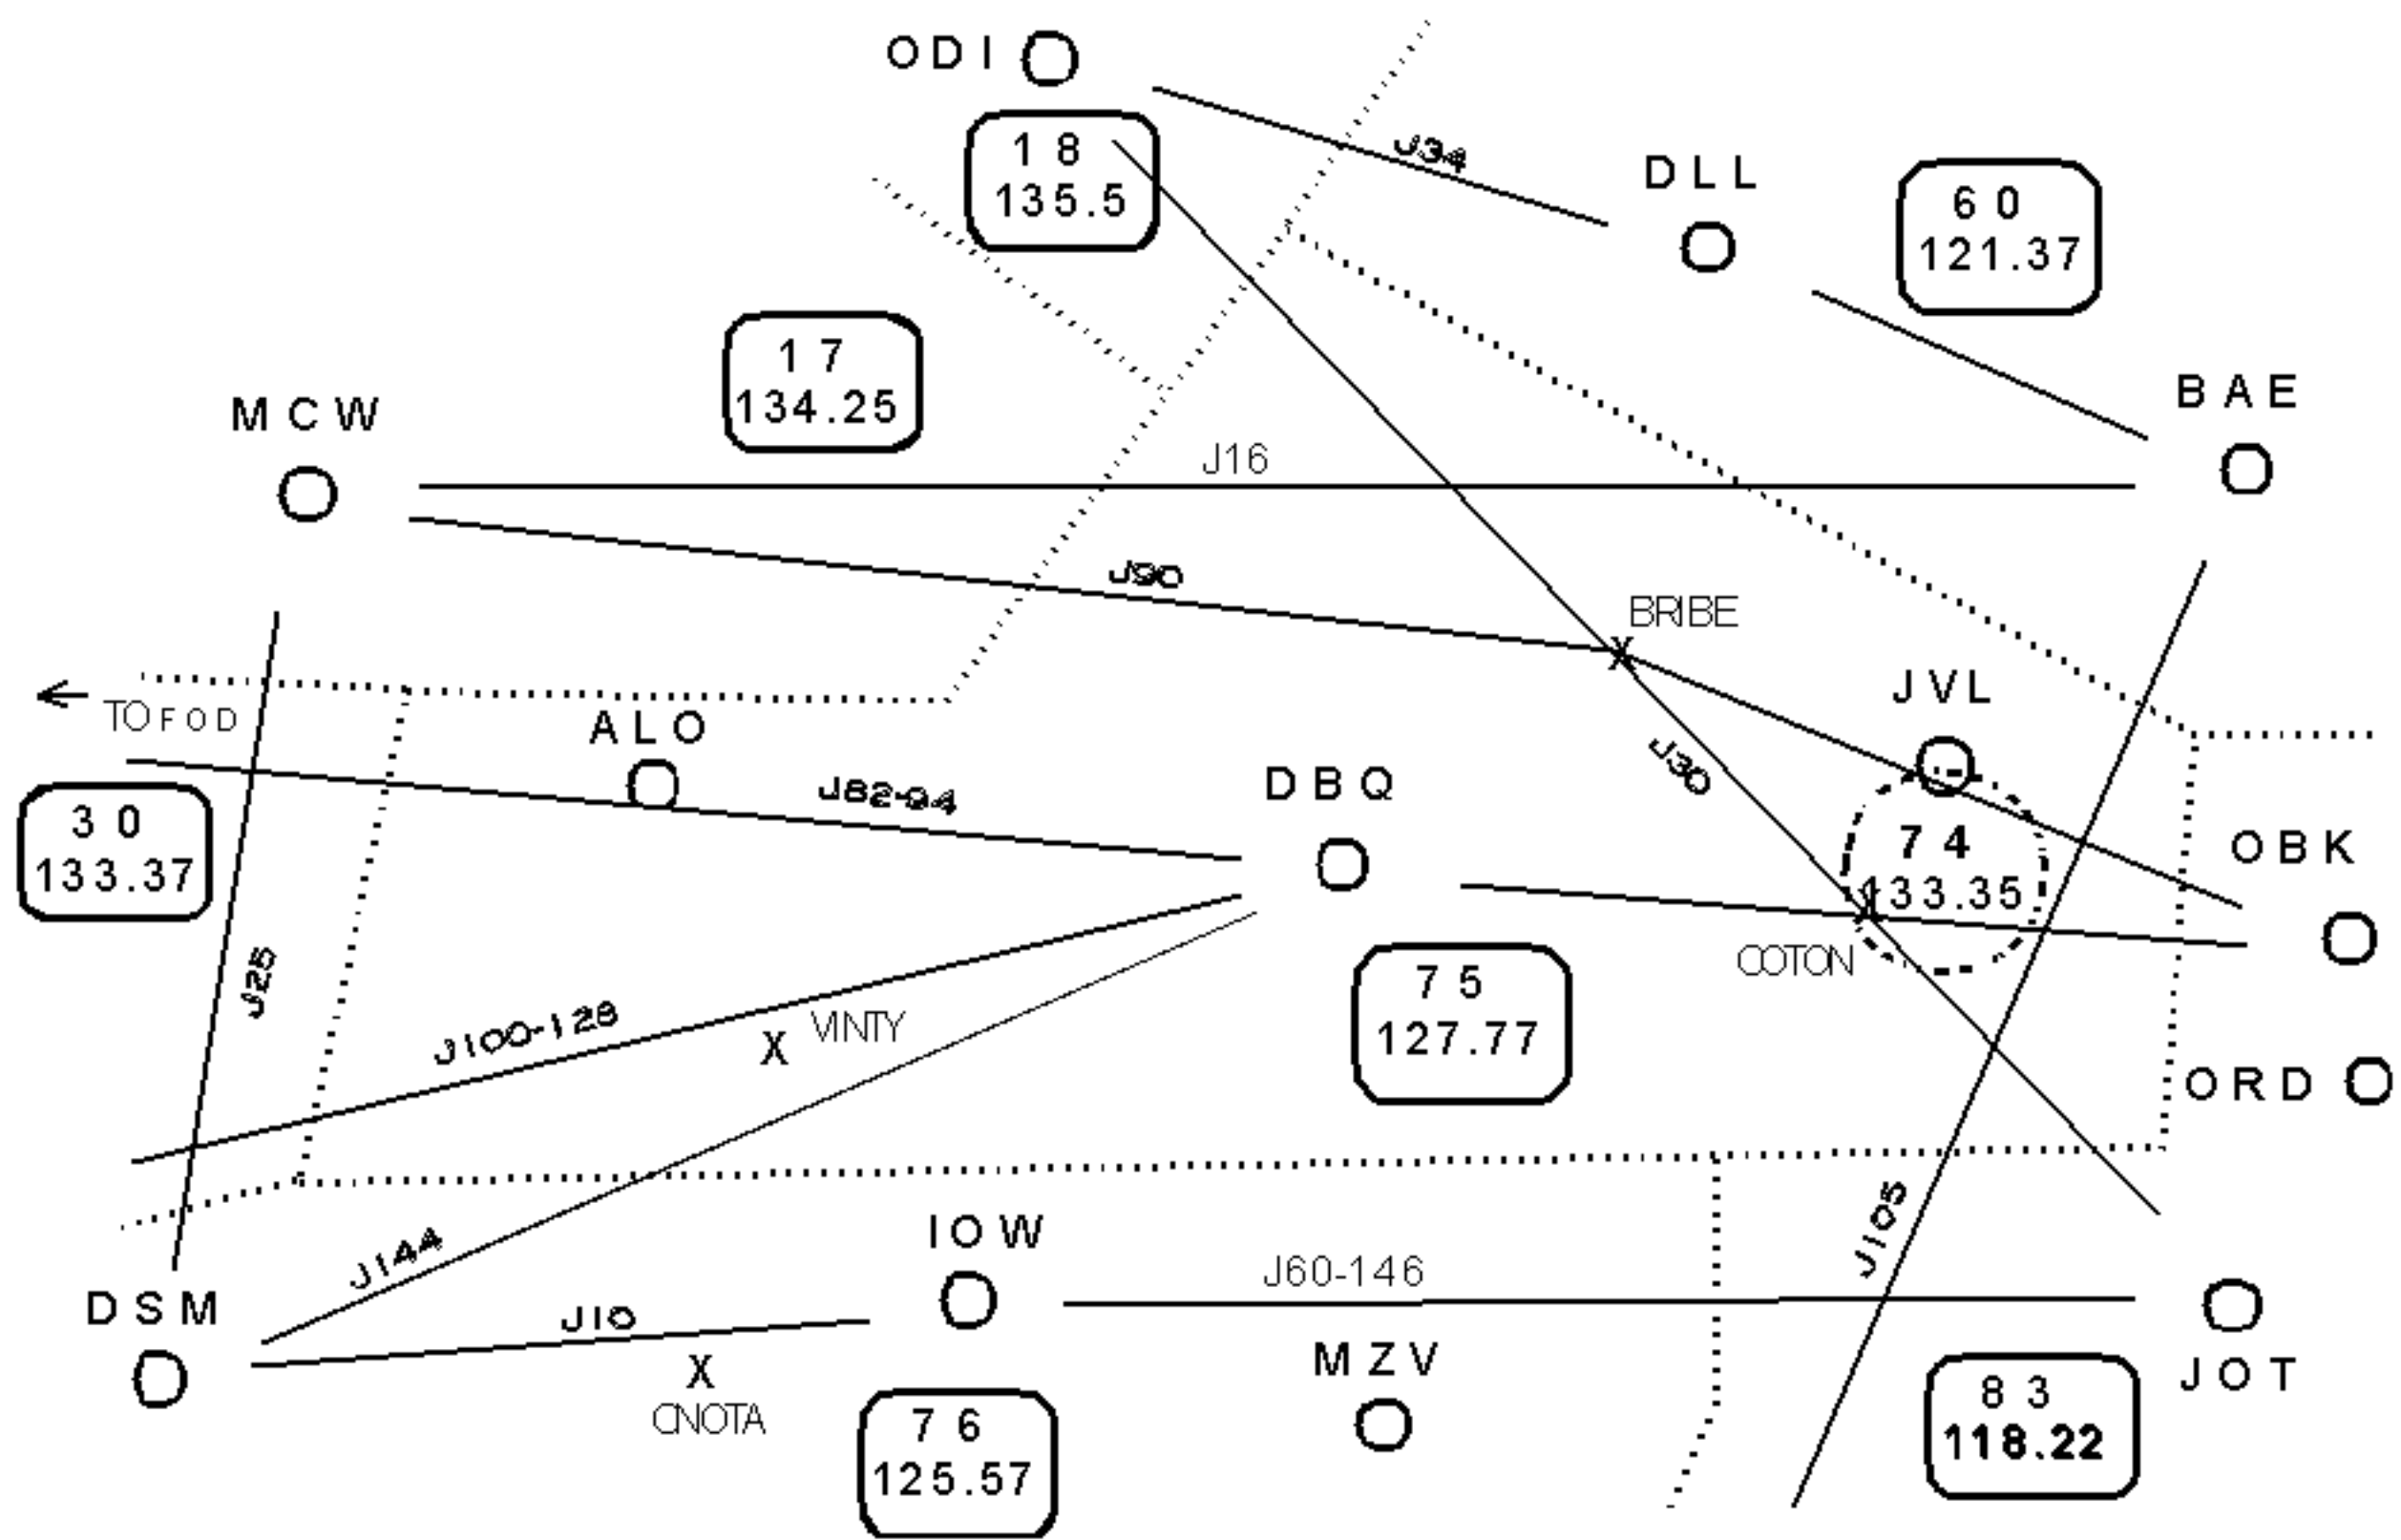 ODI
18
135.5
J34
DLL
60
121.37
17
134.25
MCW
BAE
J16
J90
BRIBE
JVL
TO FOD
ALO
J30
DBQ
J82-94
30
133.37
74
133.35
OBK
COTON
J25
75
127.77
J100-128
VINTY
ORD
J105
IOW
J144
J60-146
DSM
J10
MZV
JOT
CNOTA
83
118.22
76
125.57